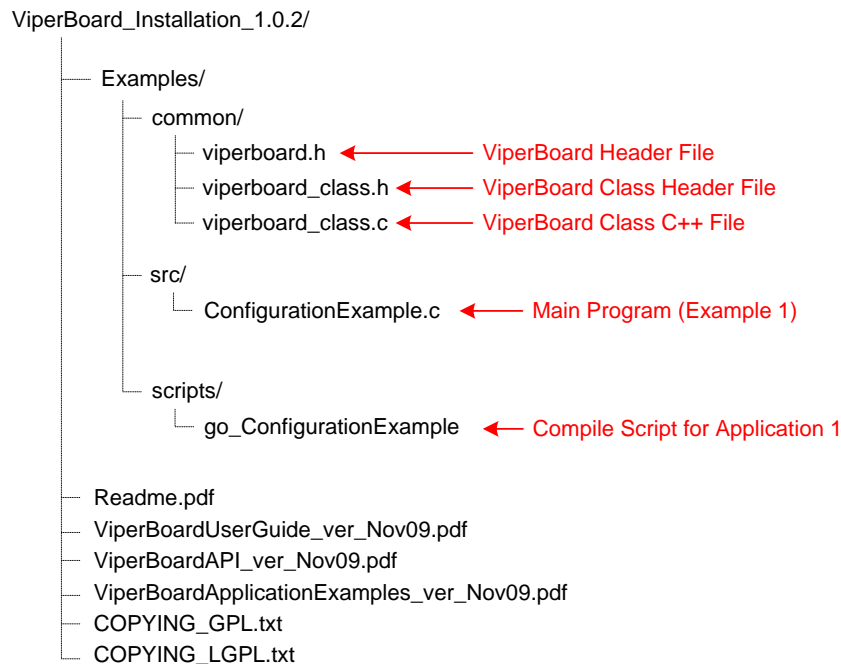 ViperBoard_Installation_1.0.2/
Examples/
common/
viperboard.h ViperBoard Header File
viperboard_class.h ViperBoard Class Header File
viperboard_class.c ViperBoard Class C++ File
src/
ConfigurationExample.c Main Program (Example 1)
scripts/
go_ConfigurationExample Compile Script for Application 1
Readme.pdf
ViperBoardUserGuide_ver_Nov09.pdf
ViperBoardAPI_ver_Nov09.pdf
ViperBoardApplicationExamples_ver_Nov09.pdf
COPYING_GPL.txt
COPYING_LGPL.txt